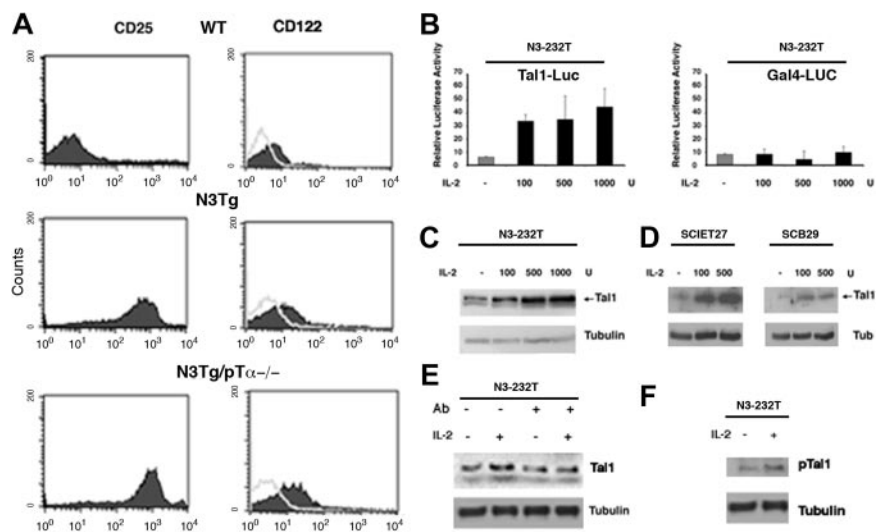 A
CD25 WT CD122
200
0
10⁰ 10¹ 10² 10³ 10⁴
200
0
10⁰ 10¹ 10² 10³ 10⁴
N3Tg
Counts
200
0
10⁰ 10¹ 10² 10³ 10⁴
200
0
10⁰ 10¹ 10² 10³ 10⁴
N3Tg/pTα−/−
200
0
10⁰ 10¹ 10² 10³ 10⁴
200
0
10⁰ 10¹ 10² 10³ 10⁴
B
N3-232T
Tal1-Luc
Relative Luciferase Activity
70
60
50
40
30
20
10
0
IL-2 - 100 500 1000 U
N3-232T
Gal4-LUC
Relative Luciferase Activity
70
60
50
40
30
20
10
0
IL-2 - 100 500 1000 U
C
N3-232T
IL-2 - 100 500 1000 U
←Tal1
Tubulin
D
SCIET27 SCB29
IL-2 - 100 500 - 100 500 U
←Tal1
Tub
E
N3-232T
Ab - - + +
IL-2 - + - +
Tal1
Tubulin
F
N3-232T
IL-2 - +
pTal1
Tubulin